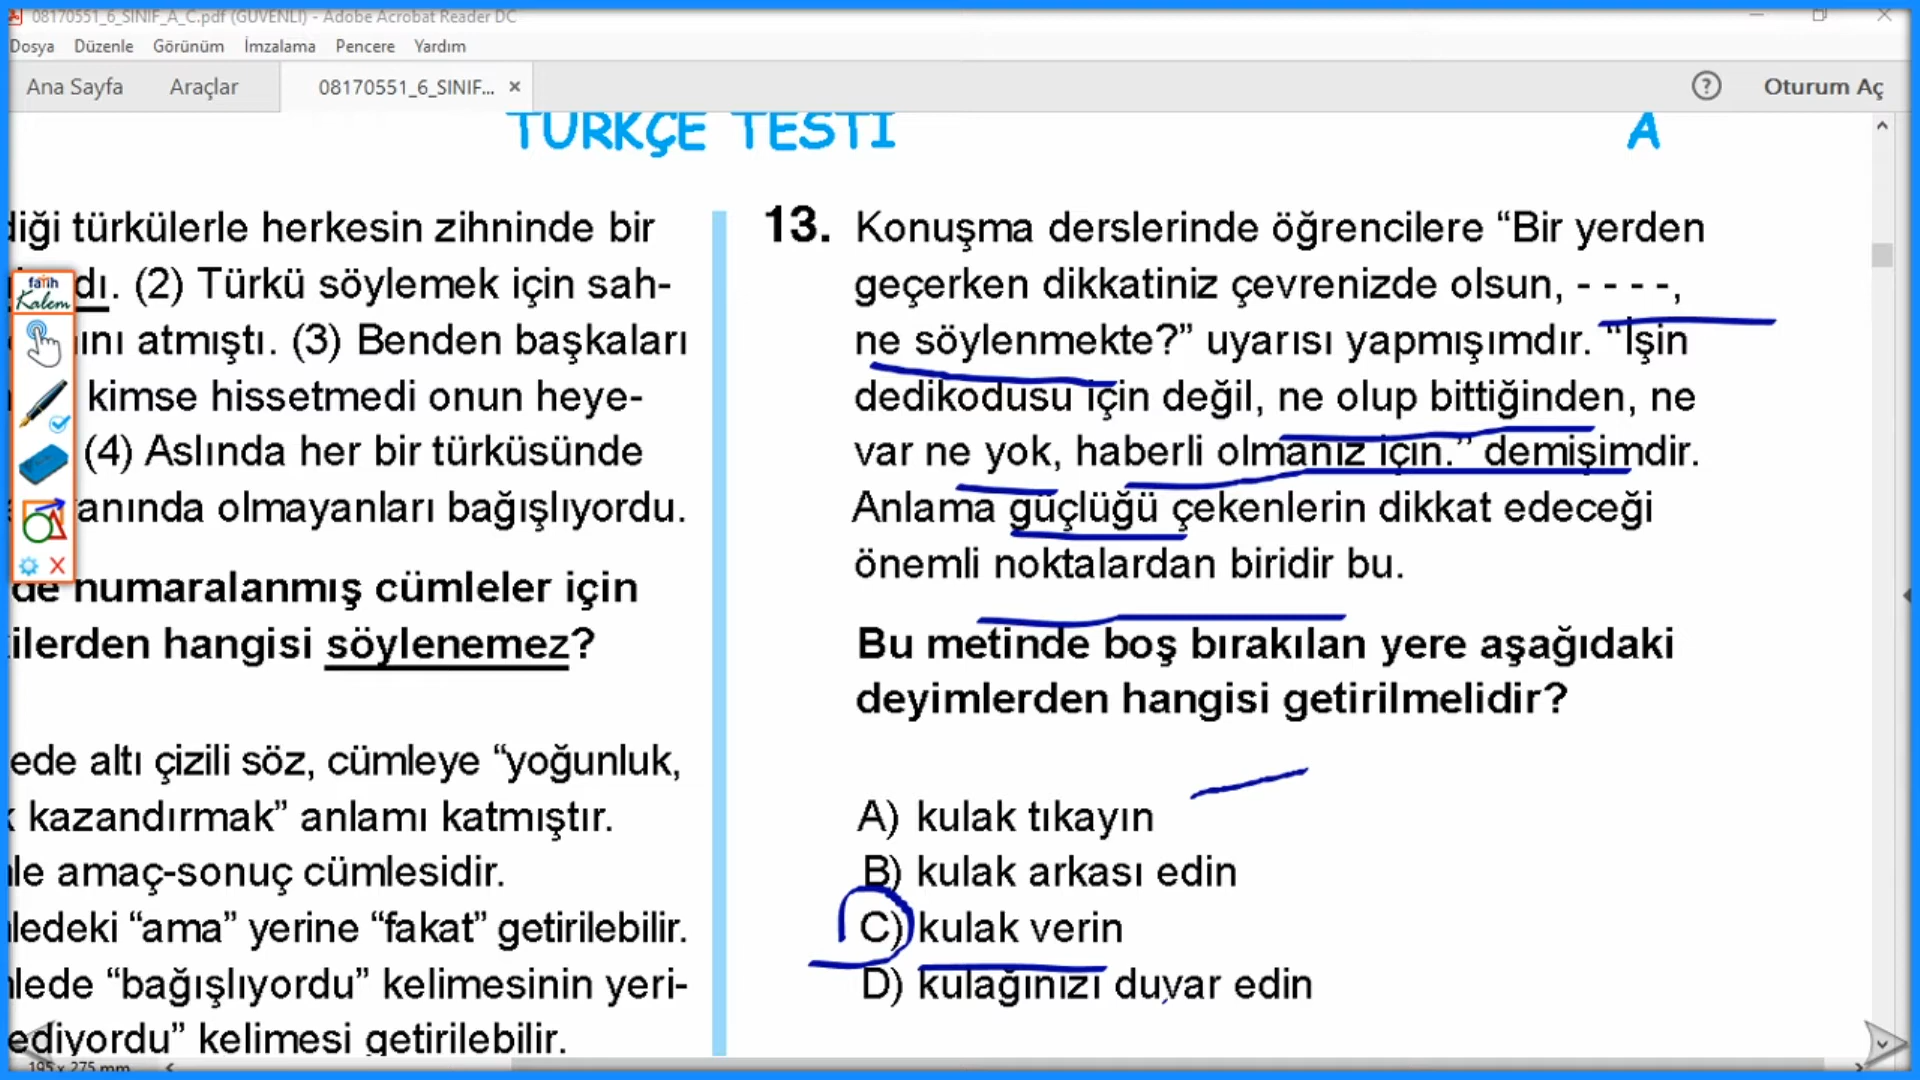 08170551_6_SINIF_A_C.pdf (GÜVENLİ) - Adobe Acrobat Reader DC
Dosya Düzenle Görünüm İmzalama Pencere Yardım
Ana Sayfa Araçlar 08170551_6_SINIF... × ? Oturum Aç
TÜRKÇE TESTİ A
diği türkülerle herkesin zihninde bir
dı. (2) Türkü söylemek için sah-
ını atmıştı. (3) Benden başkaları
kimse hissetmedi onun heye-
(4) Aslında her bir türküsünde
anında olmayanları bağışlıyordu.
de numaralanmış cümleler için
kilerden hangisi söylenemez?
ede altı çizili söz, cümleye “yoğunluk,
k kazandırmak” anlamı katmıştır.
le amaç-sonuç cümlesidir.
ledeki “ama” yerine “fakat” getirilebilir.
lede “bağışlıyordu” kelimesinin yeri-
ediyordu” kelimesi getirilebilir.
fatih
Kalem
13. Konuşma derslerinde öğrencilere “Bir yerden
geçerken dikkatiniz çevrenizde olsun, - - - -,
ne söylenmekte?” uyarısı yapmışımdır. “İşin
dedikodusu için değil, ne olup bittiğinden, ne
var ne yok, haberli olmanız için.” demişimdir.
Anlama güçlüğü çekenlerin dikkat edeceği
önemli noktalardan biridir bu.
Bu metinde boş bırakılan yere aşağıdaki
deyimlerden hangisi getirilmelidir?
A) kulak tıkayın
B) kulak arkası edin
C) kulak verin
D) kulağınızı duvar edin
195 x 275 mm